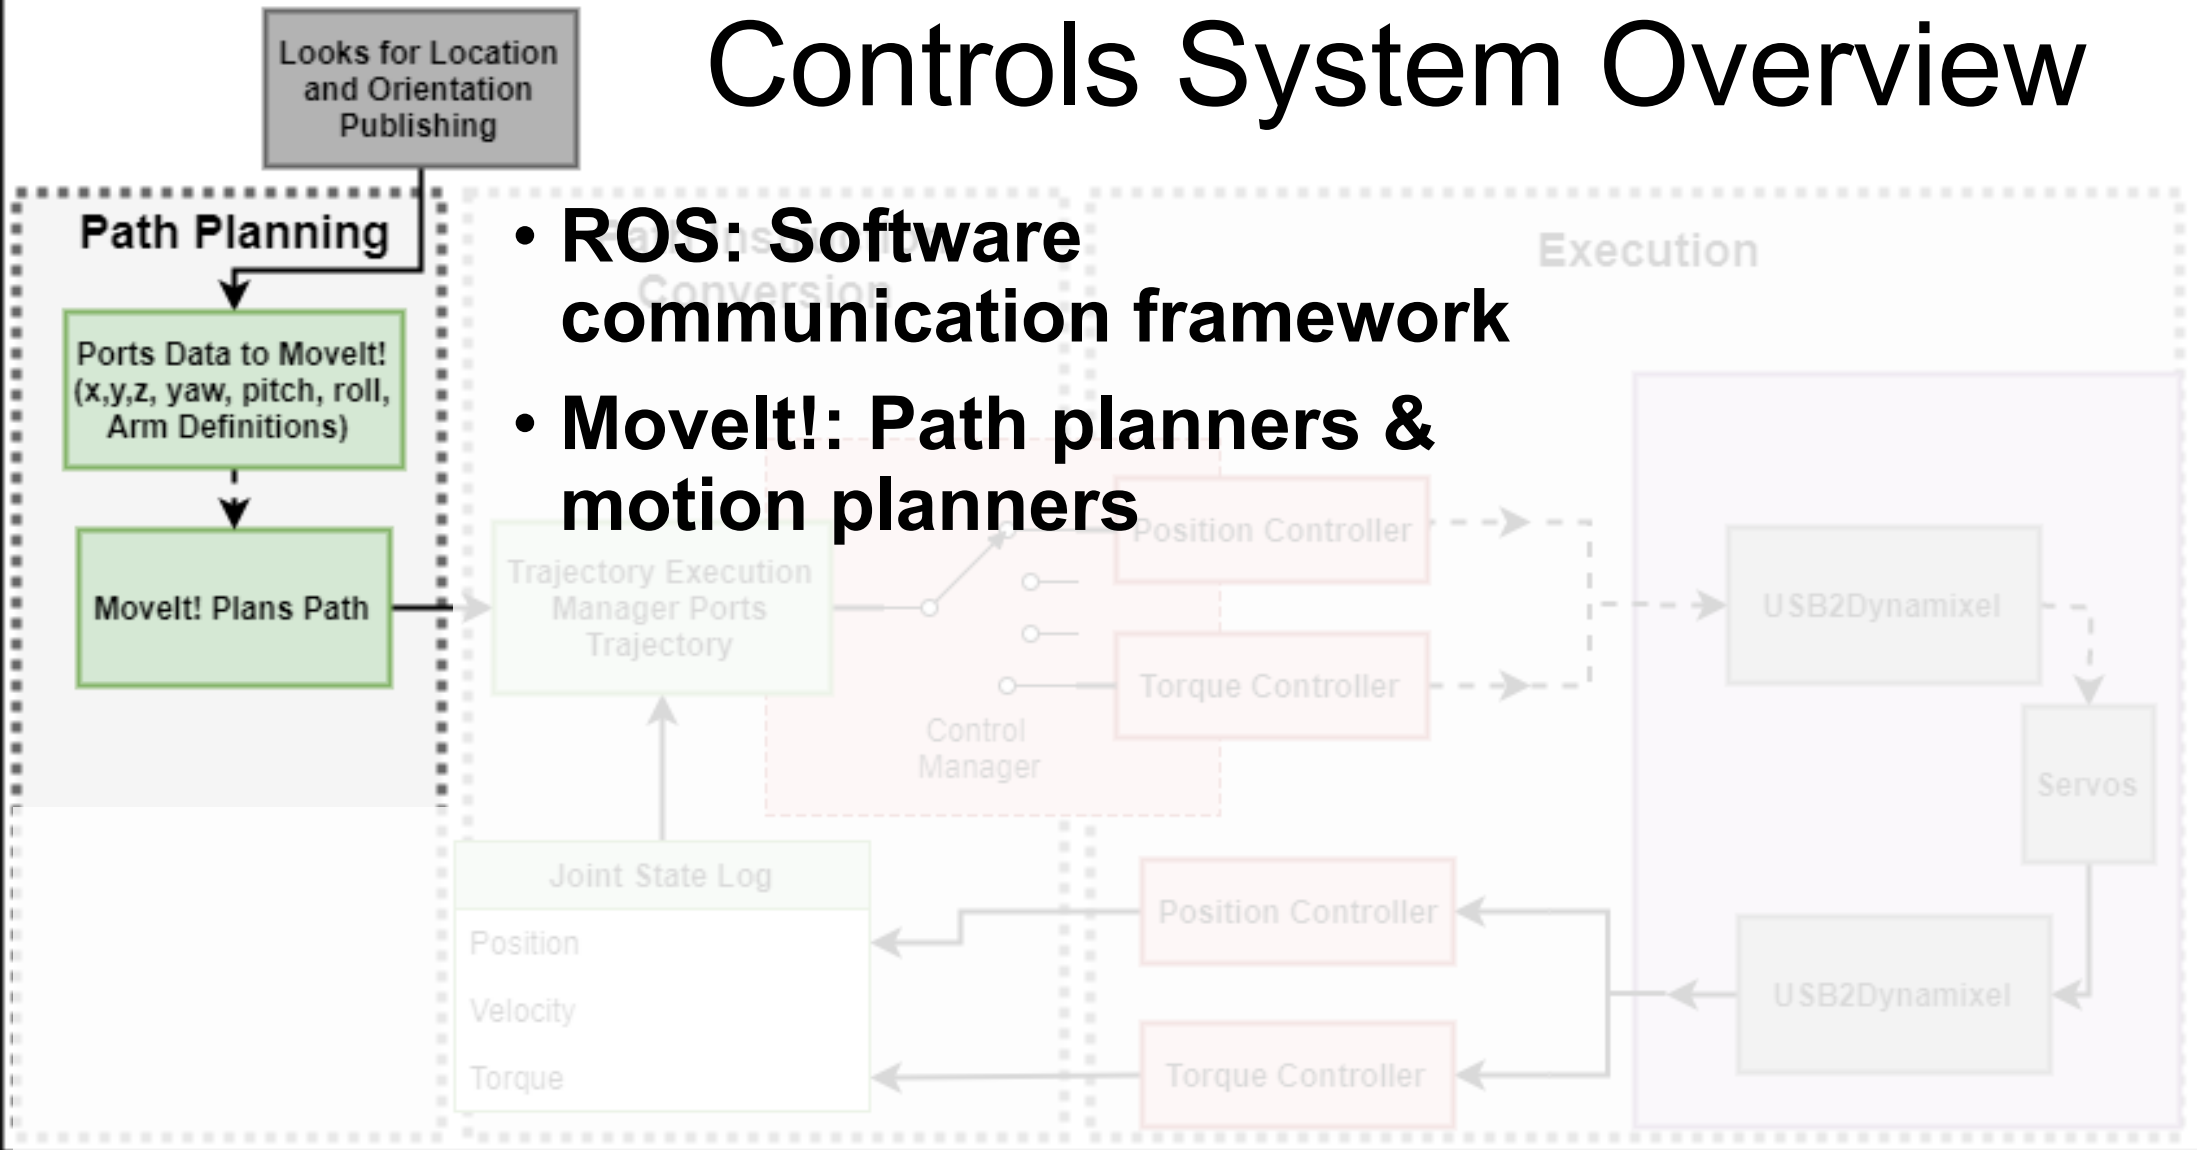 Controls System Overview
Looks for Location
and Orientation
Publishing
Path Planning
Ports Data to MoveIt!
(x,y,z, yaw, pitch, roll,
Arm Definitions)
MoveIt! Plans Path
• ROS: Software
communication framework
• MoveIt!: Path planners &
motion planners
Conversion
Trajectory Execution
Manager Ports
Trajectory
Control
Manager
Joint State Log
Position
Velocity
Torque
Execution
Position Controller
Torque Controller
USB2Dynamixel
Servos
Position Controller
Torque Controller
USB2Dynamixel